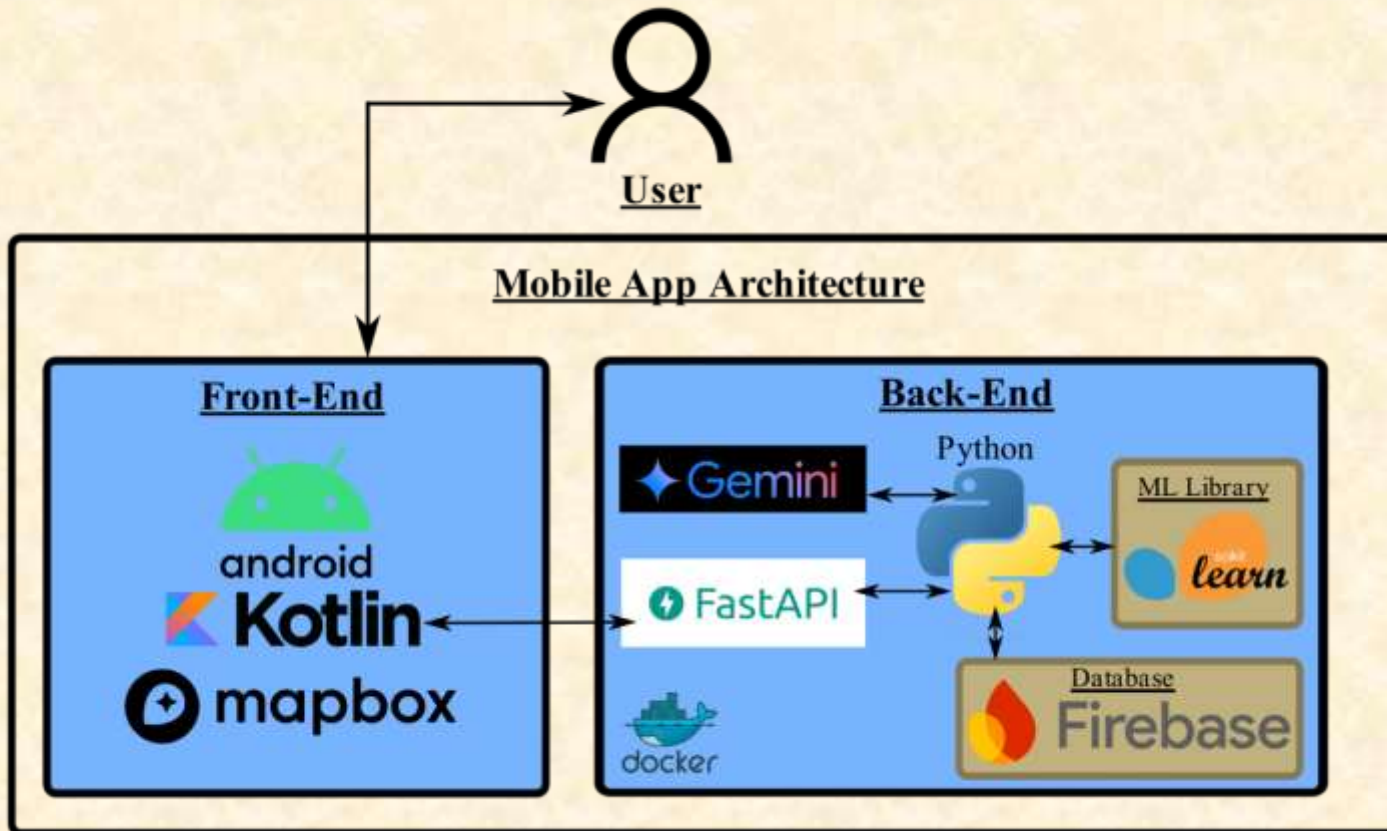 User
Mobile App Architecture
Front-End
android
Kotlin
mapbox
Back-End
Gemini
Python
ML Library
scikit
learn
FastAPI
Database
Firebase
docker